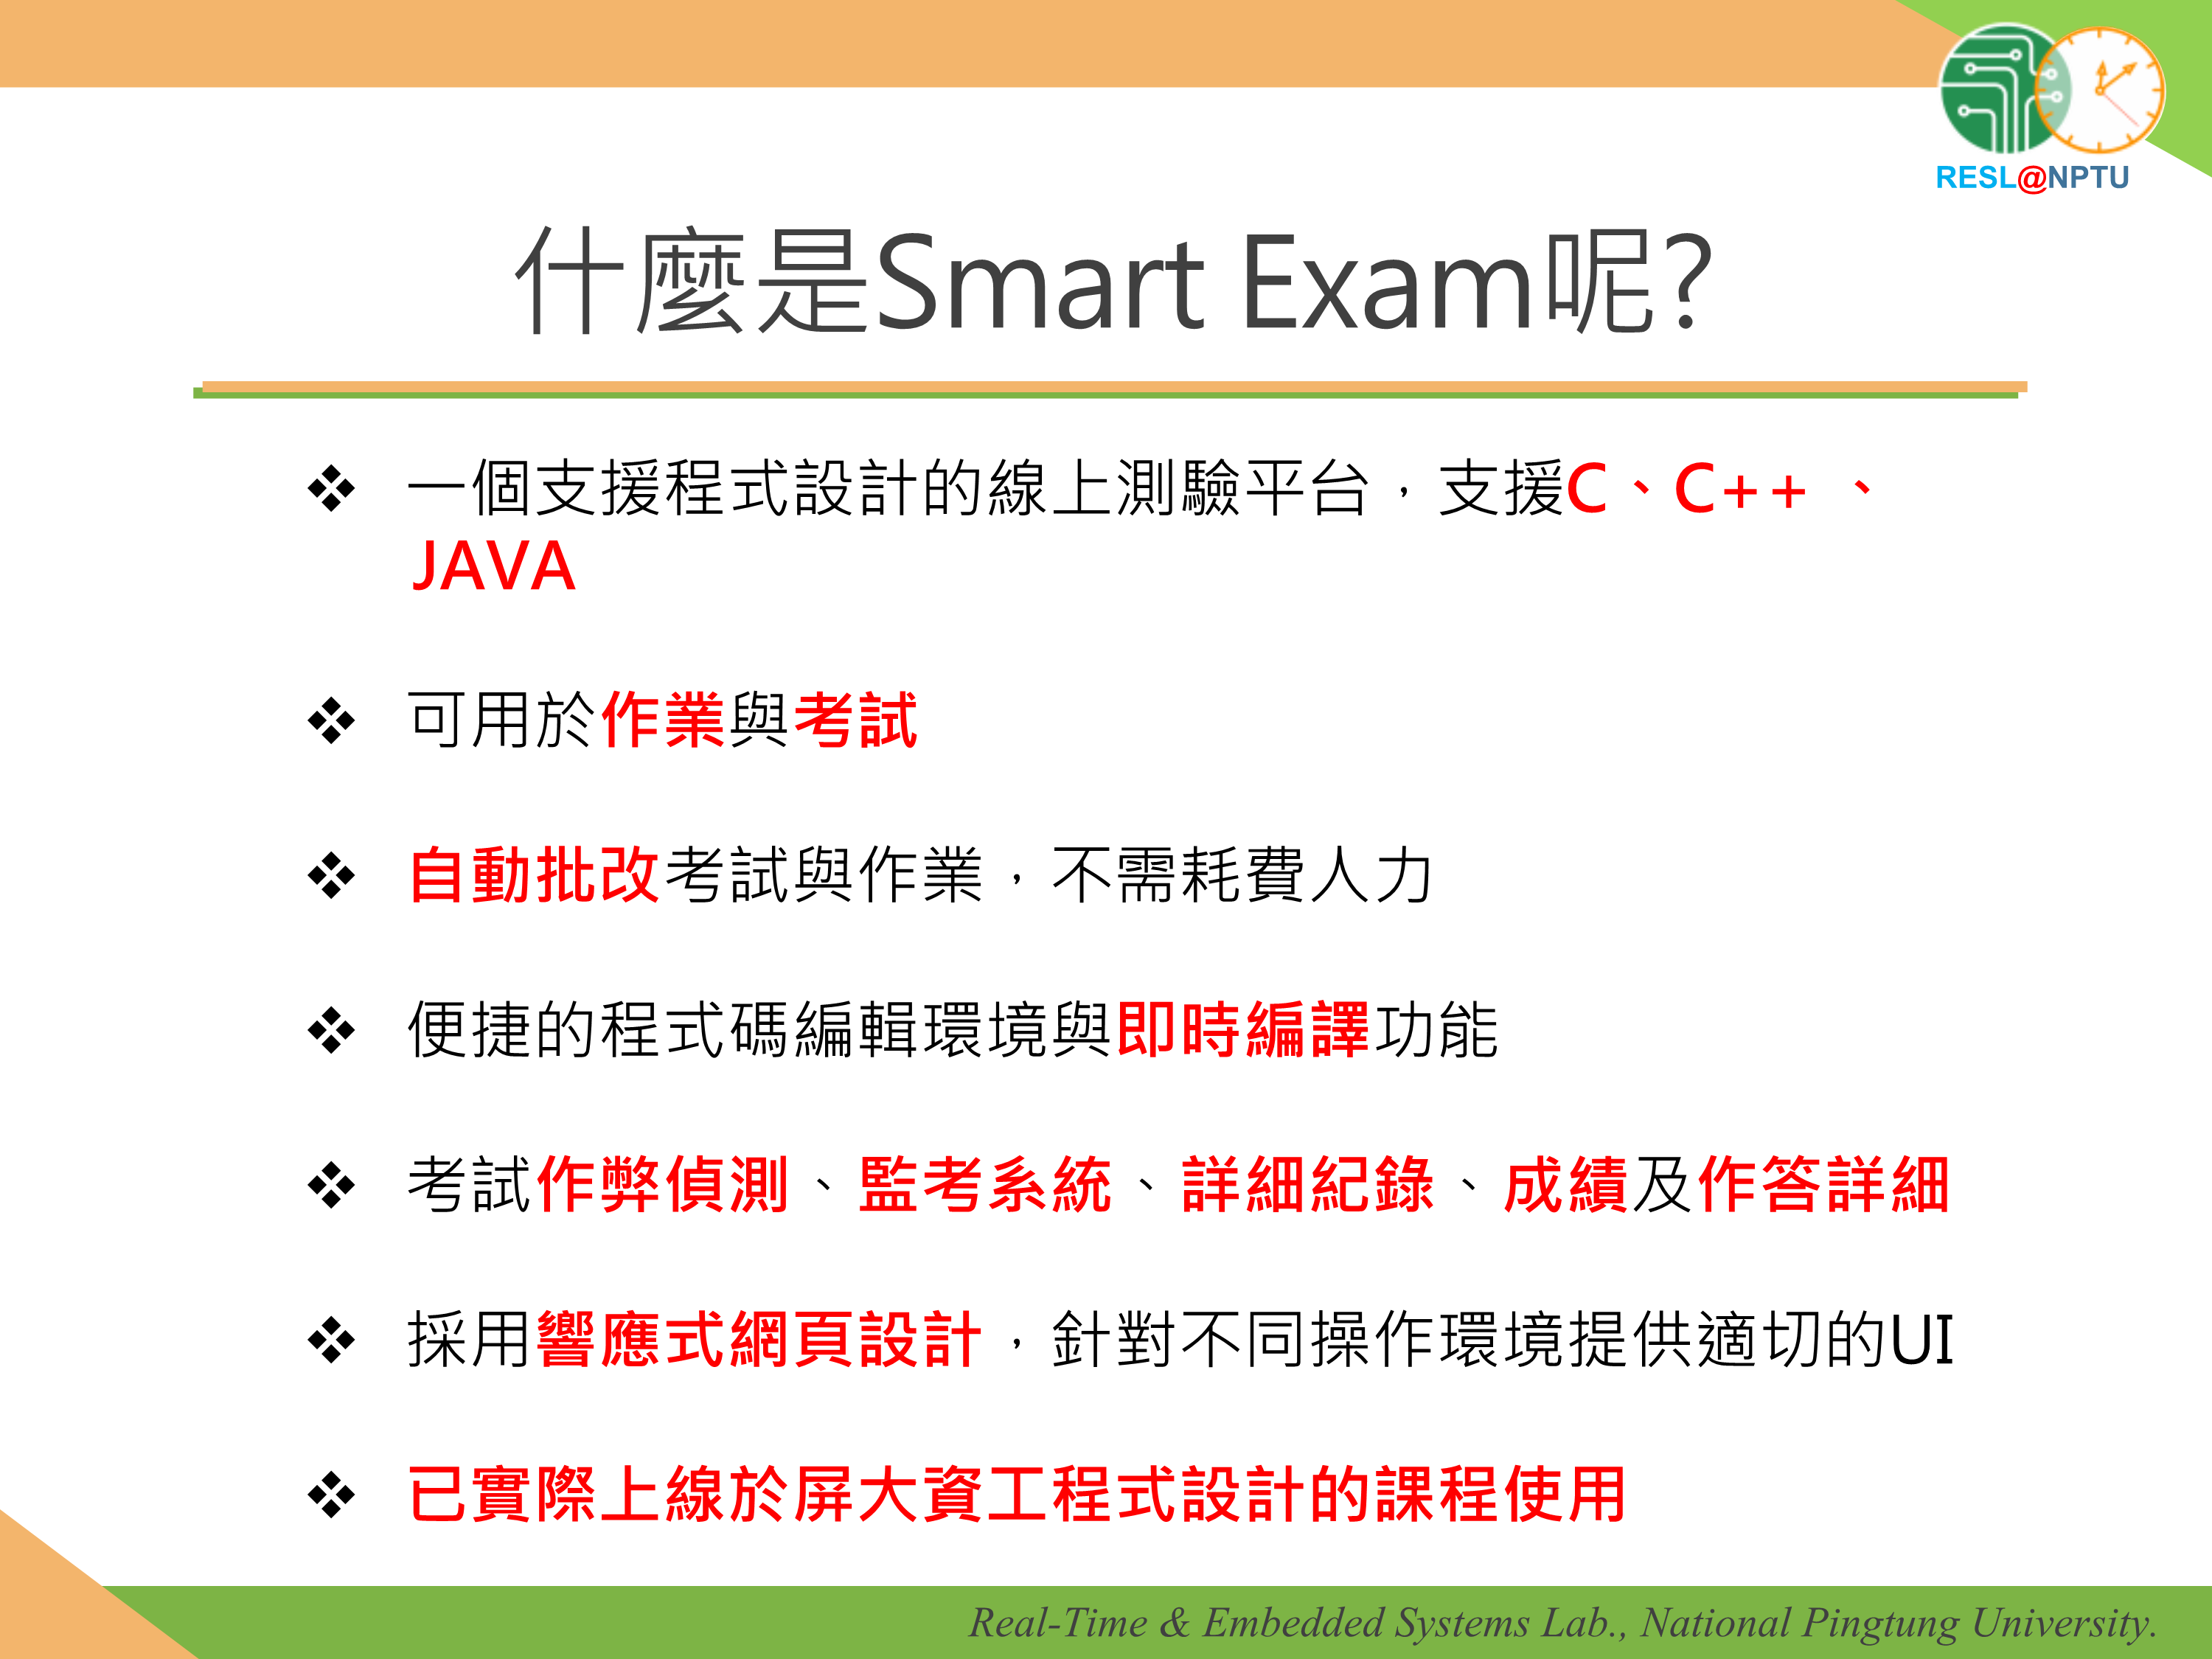 RESL@NPTU
什麼是Smart Exam呢?
❖ 一個支援程式設計的線上測驗平台，支援C、C++ 、
JAVA
❖ 可用於作業與考試
❖ 自動批改考試與作業，不需耗費人力
❖ 便捷的程式碼編輯環境與即時編譯功能
❖ 考試作弊偵測、監考系統、詳細紀錄、成績及作答詳細
❖ 採用響應式網頁設計，針對不同操作環境提供適切的UI
❖ 已實際上線於屏大資工程式設計的課程使用
Real-Time & Embedded Systems Lab., National Pingtung University.